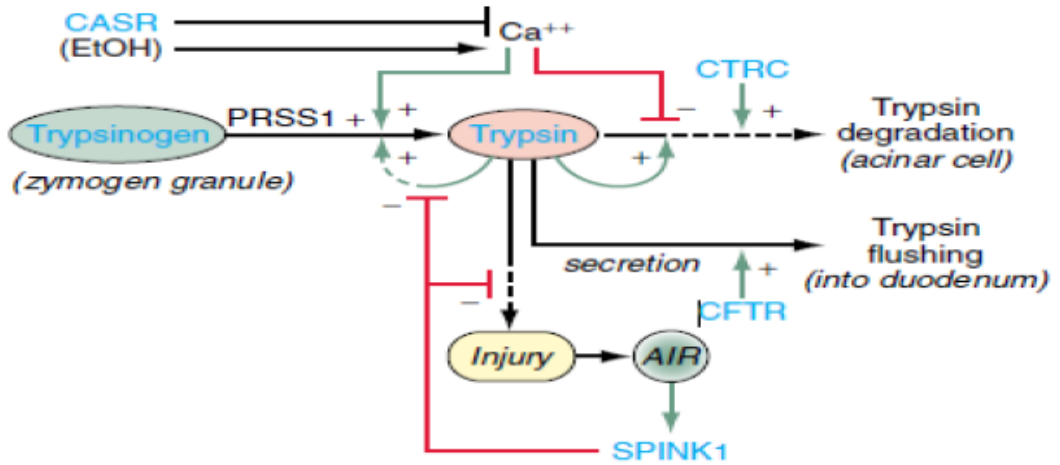 CASR
(EtOH)
Ca++
CTRC
PRSS1 +
+
−
+
Trypsinogen
Trypsin
Trypsin
degradation
(acinar cell)
+
+
(zymogen granule)
−
Trypsin
flushing
(into duodenum)
secretion
+
−
CFTR
Injury
AIR
SPINK1